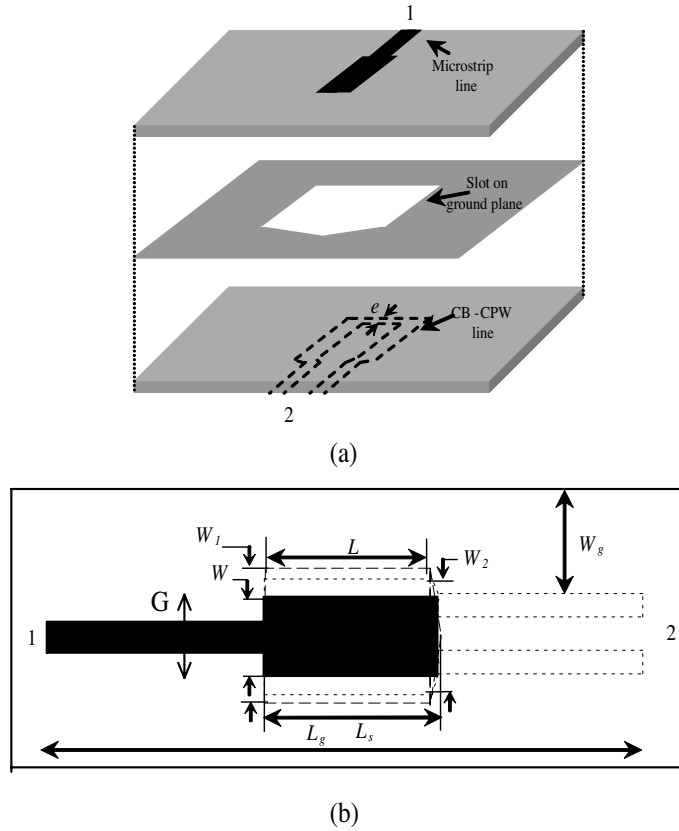 1
Microstrip
line
Slot on
ground plane
e
CB - CPW
line
2
(a)
W1
L
W2
Wg
W
G
1
2
Lg
Ls
(b)